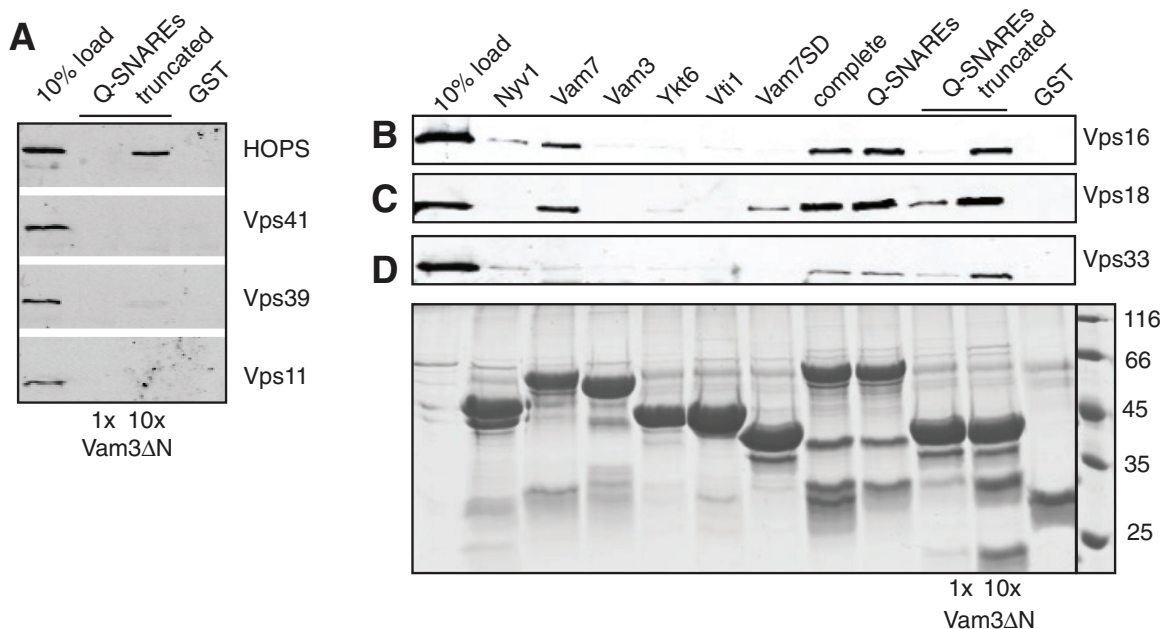 A
10% load
Q-SNAREs
truncated
GST
HOPS
Vps41
Vps39
Vps11
1x 10x
Vam3ΔN
10% load
Nyv1
Vam7
Vam3
Ykt6
Vti1
Vam7SD
complete
Q-SNAREs
Q-SNAREs
truncated
GST
B
Vps16
C
Vps18
D
Vps33
116
66
45
35
25
1x 10x
Vam3ΔN